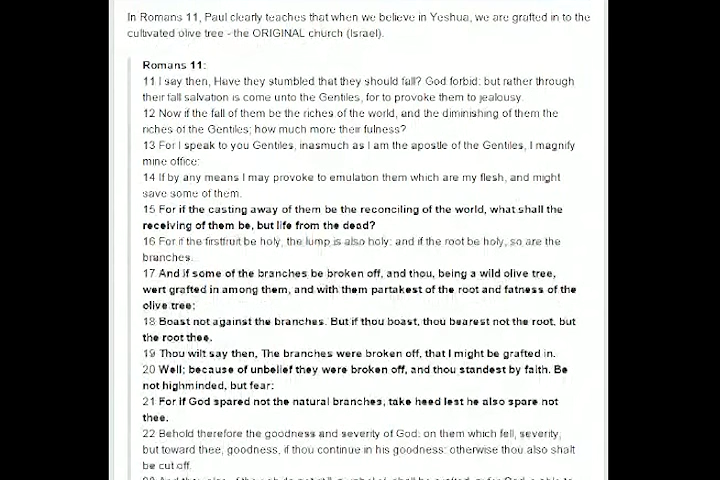 In Romans 11, Paul clearly teaches that when we believe in Yeshua, we are grafted in to the
cultivated olive tree - the ORIGINAL church (Israel).
Romans 11:
11 I say then, Have they stumbled that they should fall? God forbid: but rather through
their fall salvation is come unto the Gentiles, for to provoke them to jealousy.
12 Now if the fall of them be the riches of the world, and the diminishing of them the
riches of the Gentiles; how much more their fulness?
13 For I speak to you Gentiles, inasmuch as I am the apostle of the Gentiles, I magnify
mine office:
14 If by any means I may provoke to emulation them which are my flesh, and might
save some of them.
15 For if the casting away of them be the reconciling of the world, what shall the
receiving of them be, but life from the dead?
16 For if the firstfruit be holy, the lump is also holy: and if the root be holy, so are the
branches.
17 And if some of the branches be broken off, and thou, being a wild olive tree,
wert grafted in among them, and with them partakest of the root and fatness of the
olive tree;
18 Boast not against the branches. But if thou boast, thou bearest not the root, but
the root thee.
19 Thou wilt say then, The branches were broken off, that I might be grafted in.
20 Well; because of unbelief they were broken off, and thou standest by faith. Be
not highminded, but fear:
21 For if God spared not the natural branches, take heed lest he also spare not
thee.
22 Behold therefore the goodness and severity of God: on them which fell, severity;
but toward thee, goodness, if thou continue in his goodness: otherwise thou also shalt
be cut off.